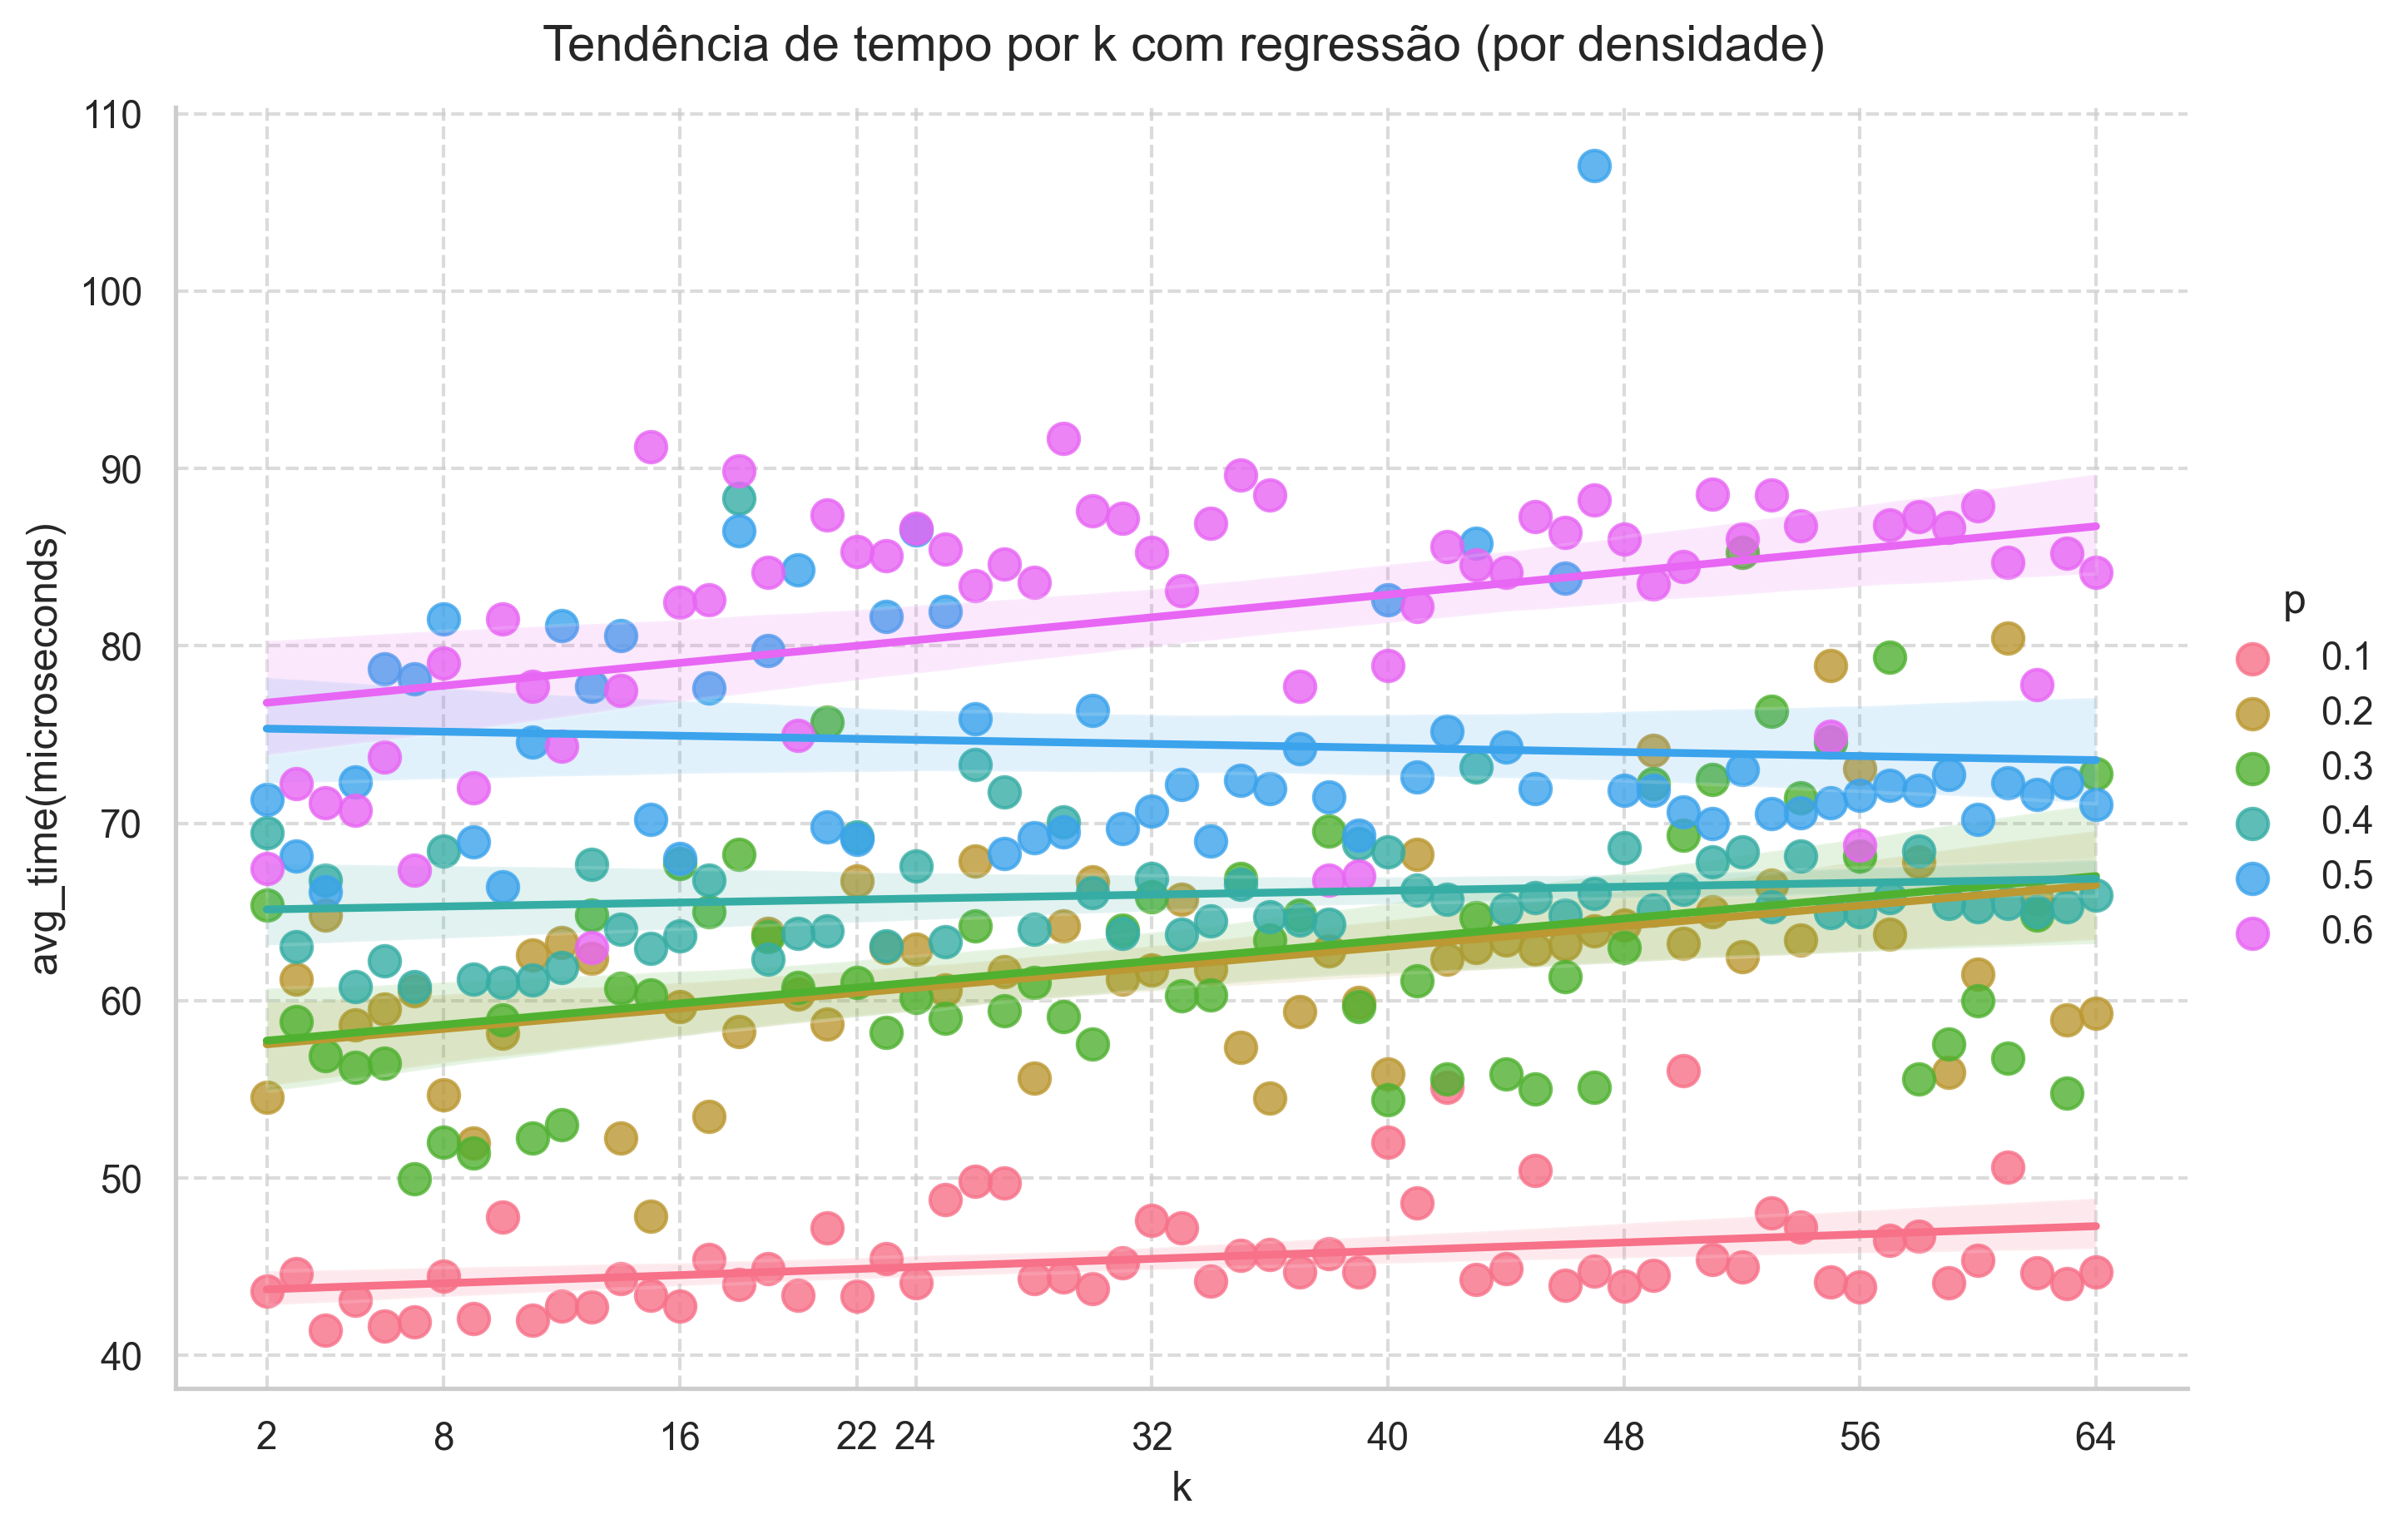 Tendência de tempo por k com regressão (por densidade)
110
100
90
80
70
60
50
40
avg_time(microseconds)
2 8 16 22 24 32 40 48 56 64
k
p
0.1
0.2
0.3
0.4
0.5
0.6